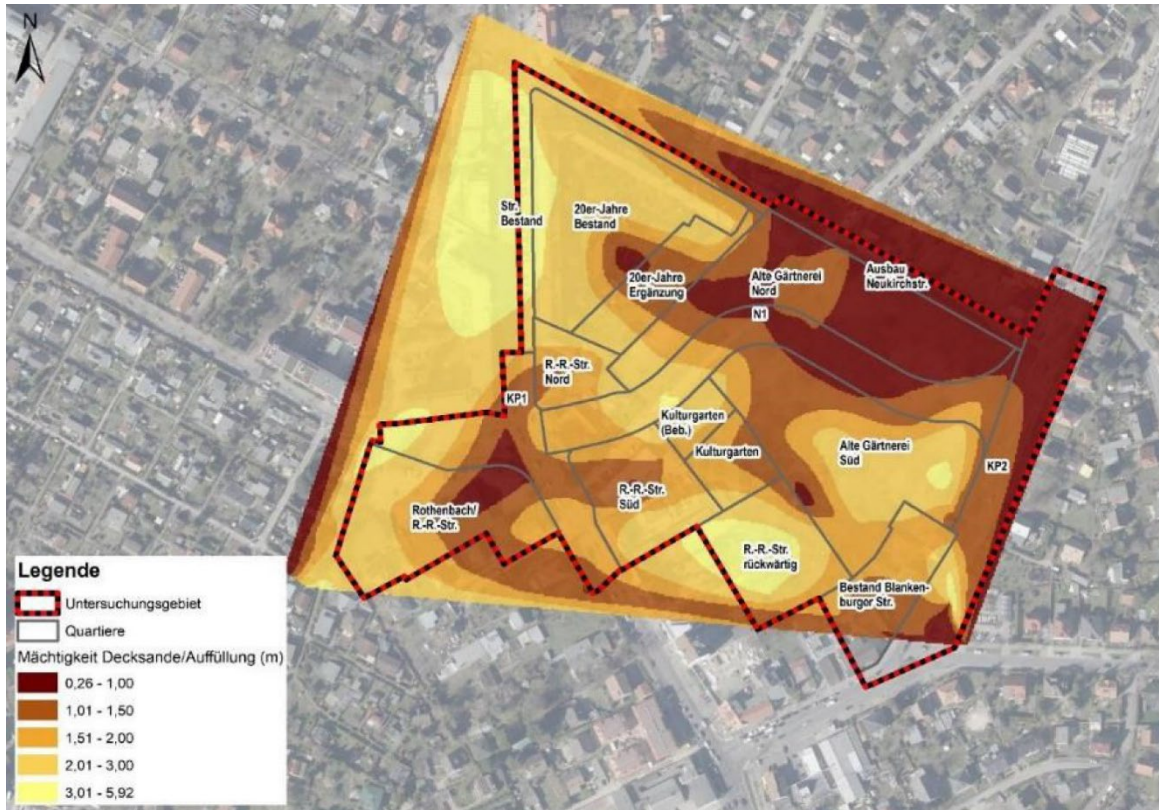 N
Str.
Bestand
20er-Jahre
Bestand
20er-Jahre
Ergänzung
Alte Gärtnerei
Nord
Ausbau
Neukirchstr.
N1
R.-R.-Str.
Nord
KP1
Kulturgarten
(Beb.)
Kulturgarten
Alte Gärtnerei
Süd
KP2
R.-R.-Str.
Süd
Rothenbach/
R.-R.-Str.
R.-R.-Str.
rückwärtig
Bestand Blanken-
burger Str.
Legende
Untersuchungsgebiet
Quartiere
Mächtigkeit Decksande/Auffüllung (m)
0,26 - 1,00
1,01 - 1,50
1,51 - 2,00
2,01 - 3,00
3,01 - 5,92